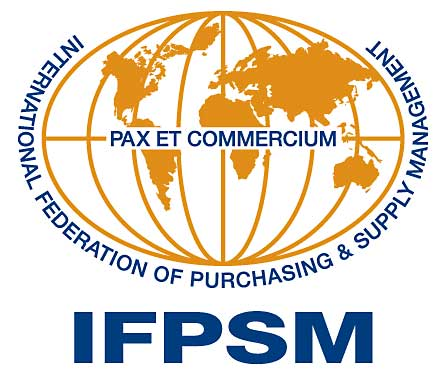 INTERNATIONAL FEDERATION OF PURCHASING & SUPPLY MANAGEMENT
PAX ET COMMERCIUM
IFPSM